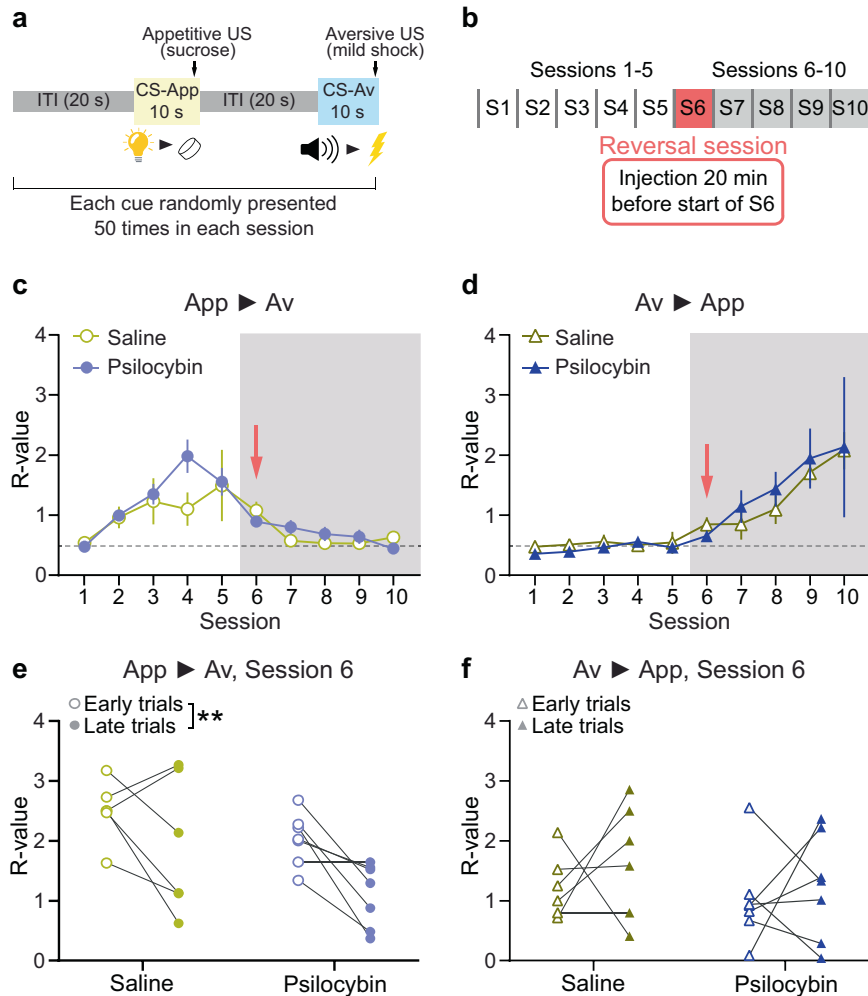 a
Appetitive US
(sucrose)
Aversive US
(mild shock)
ITI (20 s)
CS-App
10 s
ITI (20 s)
CS-Av
10 s
Each cue randomly presented
50 times in each session
b
Sessions 1-5
Sessions 6-10
S1 S2 S3 S4 S5 S6 S7 S8 S9 S10
Reversal session
Injection 20 min
before start of S6
c
App ► Av
Saline
Psilocybin
R-value
4
3
2
1
0
1 2 3 4 5 6 7 8 9 10
Session
d
Av ► App
Saline
Psilocybin
R-value
4
3
2
1
0
1 2 3 4 5 6 7 8 9 10
Session
e
App ► Av, Session 6
Early trials
Late trials
**
R-value
4
3
2
1
0
Saline
Psilocybin
f
Av ► App, Session 6
Early trials
Late trials
R-value
4
3
2
1
0
Saline
Psilocybin